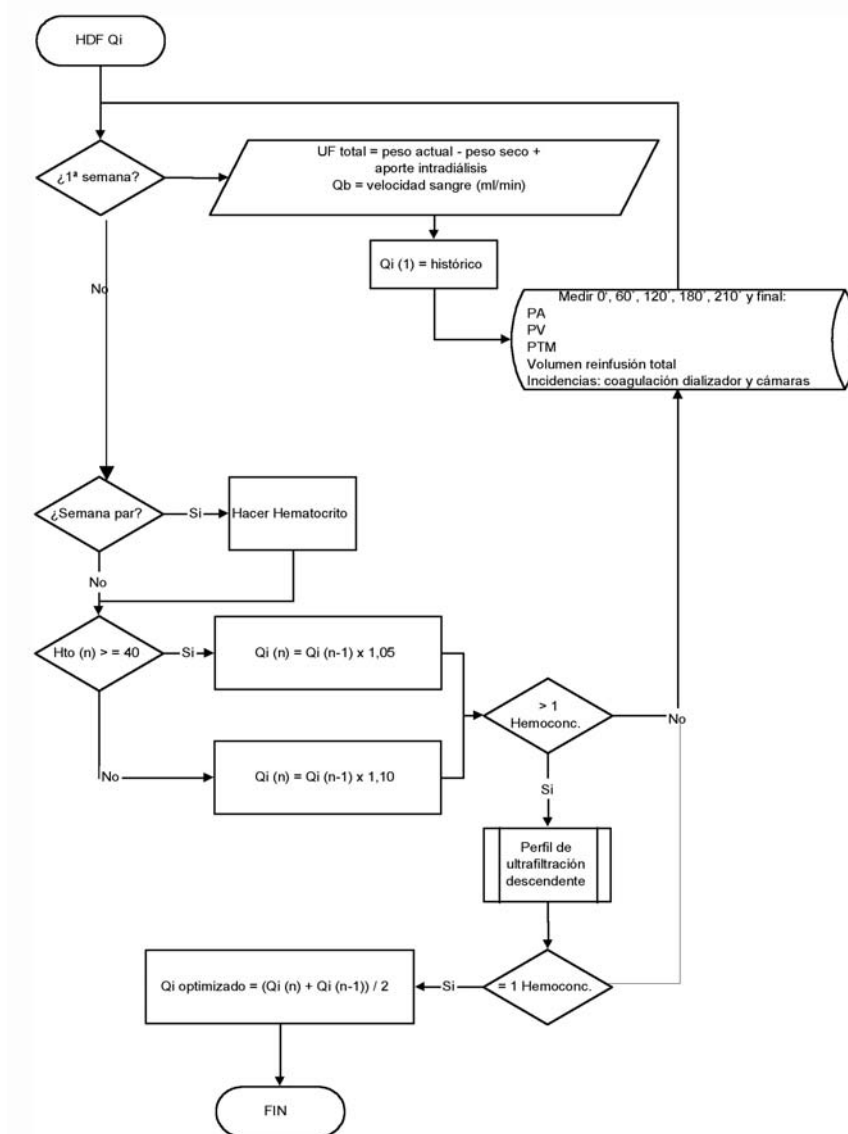 HDF Qi
¿1ª semana?
UF total = peso actual - peso seco +
aporte intradiálisis
Qb = velocidad sangre (ml/min)
Qi (1) = histórico
Medir 0', 60', 120', 180', 210' y final:
PA
PV
PTM
Volumen reinfusión total
Incidencias: coagulación dializador y cámaras
No
¿Semana par?
Si
Hacer Hematocrito
No
Hto (n) > = 40
Si
Qi (n) = Qi (n-1) x 1,05
> 1
Hemoconc.
No
No
Qi (n) = Qi (n-1) x 1,10
Si
Perfil de
ultrafiltración
descendente
= 1 Hemoconc.
Si
Qi optimizado = (Qi (n) + Qi (n-1)) / 2
FIN